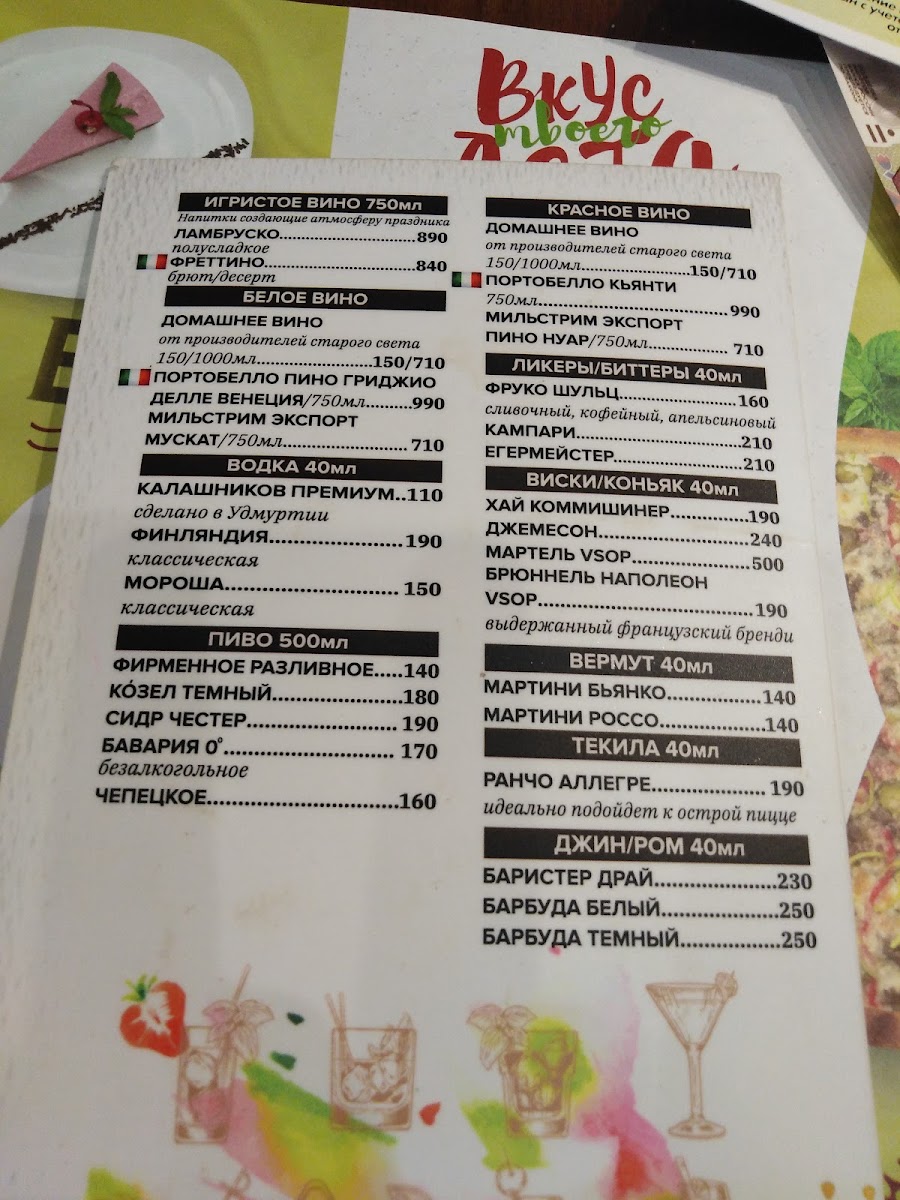 Вкус
твоего
ИГРИСТОЕ ВИНО 750мл
Напитки создающие атмосферу праздника
ЛАМБРУСКО.....................890
полусладкое
ФРЕТТИНО.......................840
брют/десерт
БЕЛОЕ ВИНО
ДОМАШНЕЕ ВИНО
от производителей старого света
150/1000мл.................150/710
ПОРТОБЕЛЛО ПИНО ГРИДЖИО
ДЕЛЛЕ ВЕНЕЦИЯ/750мл.........990
МИЛЬСТРИМ ЭКСПОРТ
МУСКАТ/750мл..................... 710
ВОДКА 40мл
КАЛАШНИКОВ ПРЕМИУМ..110
сделано в Удмуртии
ФИНЛЯНДИЯ......................190
классическая
МОРОША............................. 150
классическая
ПИВО 500мл
ФИРМЕННОЕ РАЗЛИВНОЕ.....140
КÓЗЕЛ ТЕМНЫЙ....................180
СИДР ЧЕСТЕР....................... 190
БАВАРИЯ 0°.......................... 170
безалкогольное
ЧЕПЕЦКОЕ............................160
КРАСНОЕ ВИНО
ДОМАШНЕЕ ВИНО
от производителей старого света
150/1000мл.................150/710
ПОРТОБЕЛЛО КЬЯНТИ
750мл.............................. 990
МИЛЬСТРИМ ЭКСПОРТ
ПИНО НУАР/750мл............. 710
ЛИКЕРЫ/БИТТЕРЫ 40мл
ФРУКО ШУЛЬЦ...................160
сливочный, кофейный, апельсиновый
КАМПАРИ..........................210
ЕГЕРМЕЙСТЕР....................210
ВИСКИ/КОНЬЯК 40мл
ХАЙ КОММИШИНЕР.............190
ДЖЕМЕСОН........................240
МАРТЕЛЬ VSOP...................500
БРЮННЕЛЬ НАПОЛЕОН
VSOP.................................190
выдержанный французский бренди
ВЕРМУТ 40мл
МАРТИНИ БЬЯНКО...............140
МАРТИНИ РОССО................140
ТЕКИЛА 40мл
РАНЧО АЛЛЕГРЕ................. 190
идеально подойдет к острой пицце
ДЖИН/РОМ 40мл
БАРИСТЕР ДРАЙ...................230
БАРБУДА БЕЛЫЙ..................250
БАРБУДА ТЕМНЫЙ...............250